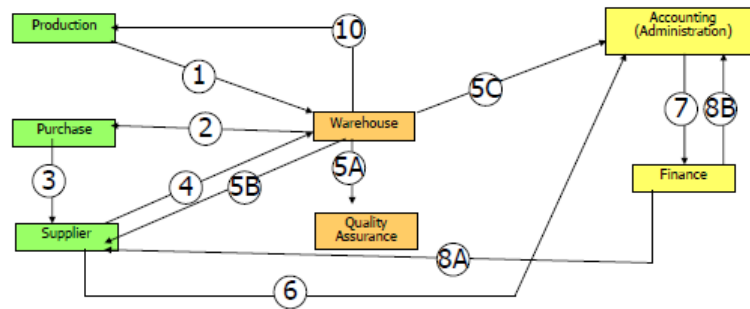 Accounting
(Administration)
Production
10
1
5C
7
8B
Purchase
2
Warehouse
3
4
5B
5A
Finance
Supplier
Quality
Assurance
8A
6